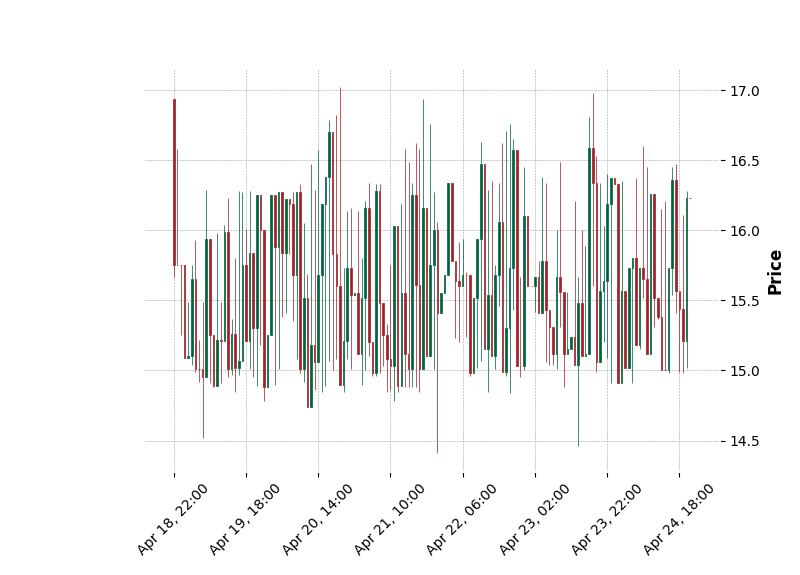 17.0
16.5
16.0
15.5
15.0
14.5
Price
Apr 18, 22:00
Apr 19, 18:00
Apr 20, 14:00
Apr 21, 10:00
Apr 22, 06:00
Apr 23, 02:00
Apr 23, 22:00
Apr 24, 18:00